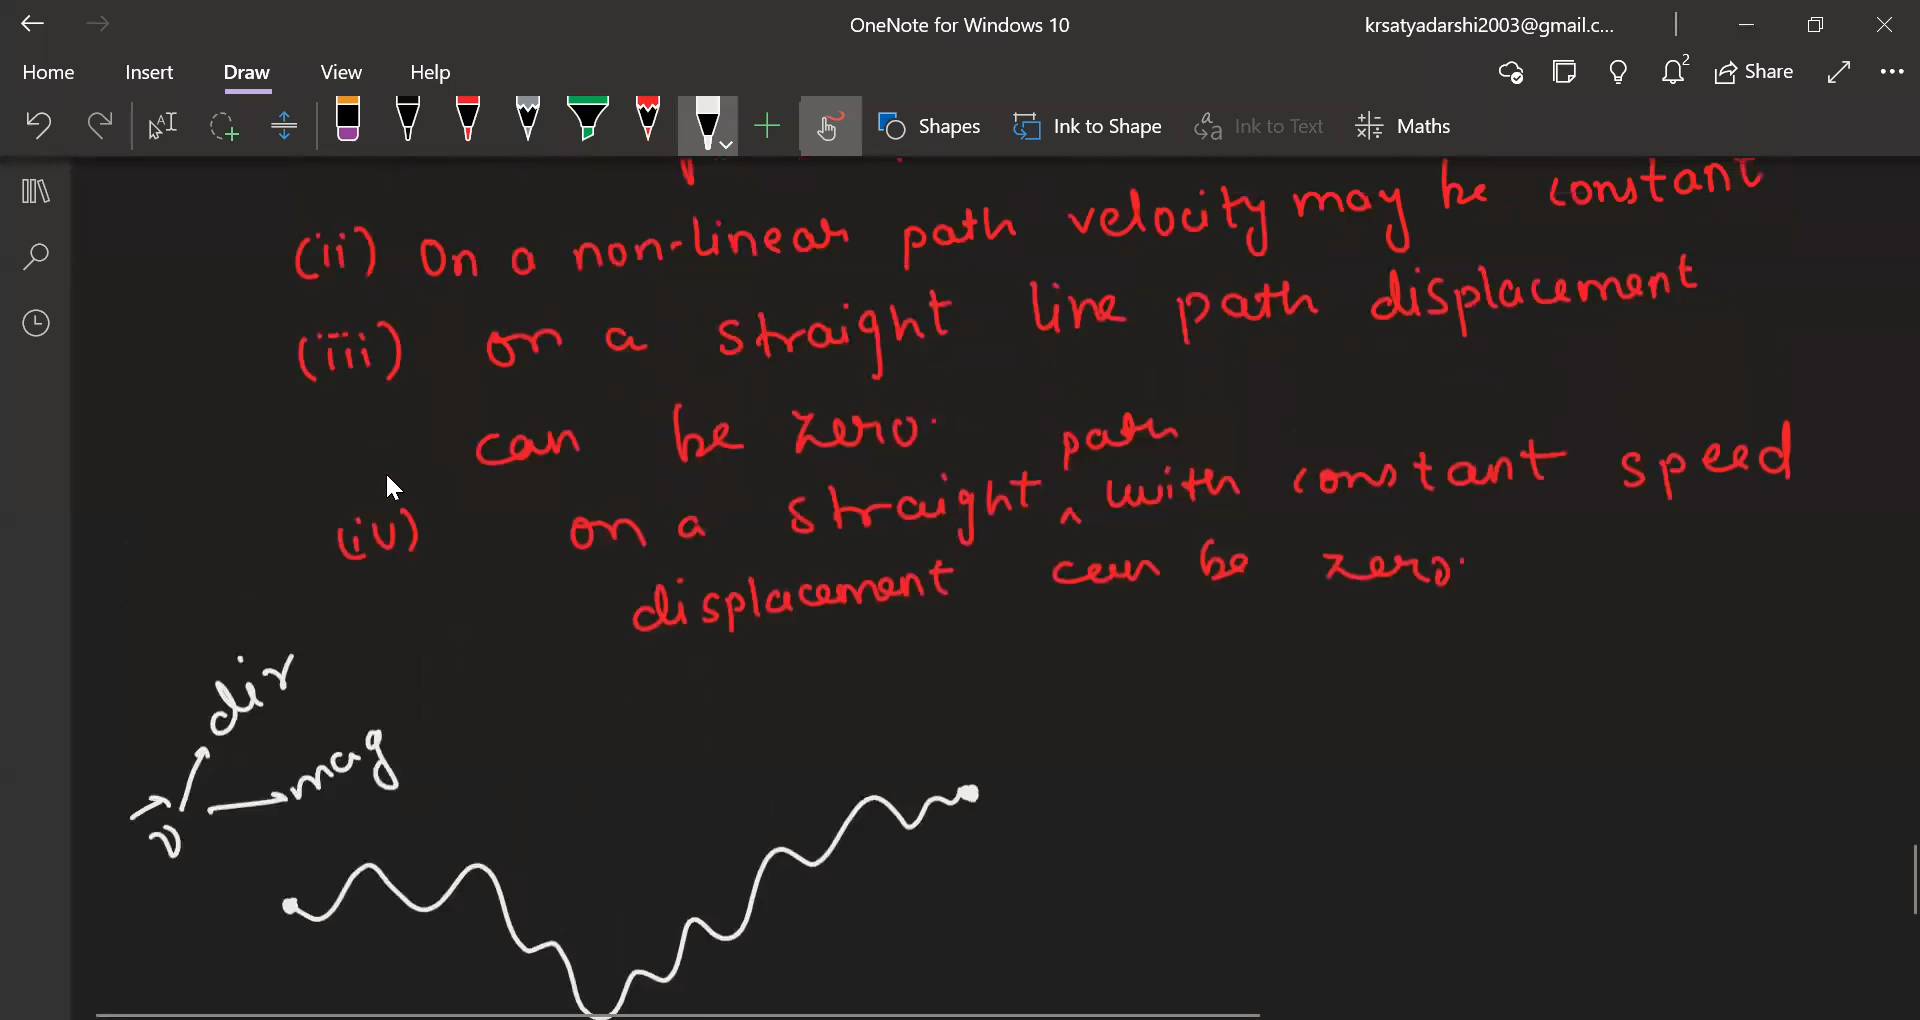 OneNote for Windows 10
krsatyadarshi2003@gmail.c...
Home Insert Draw View Help
2
Share
Shapes Ink to Shape Ink to Text Maths
(ii) On a non-linear path velocity may be constant
(iii) on a straight line path displacement
can be zero.
path
(iv) on a straight ^ with constant speed
displacement can be zero.
dir
mag
v